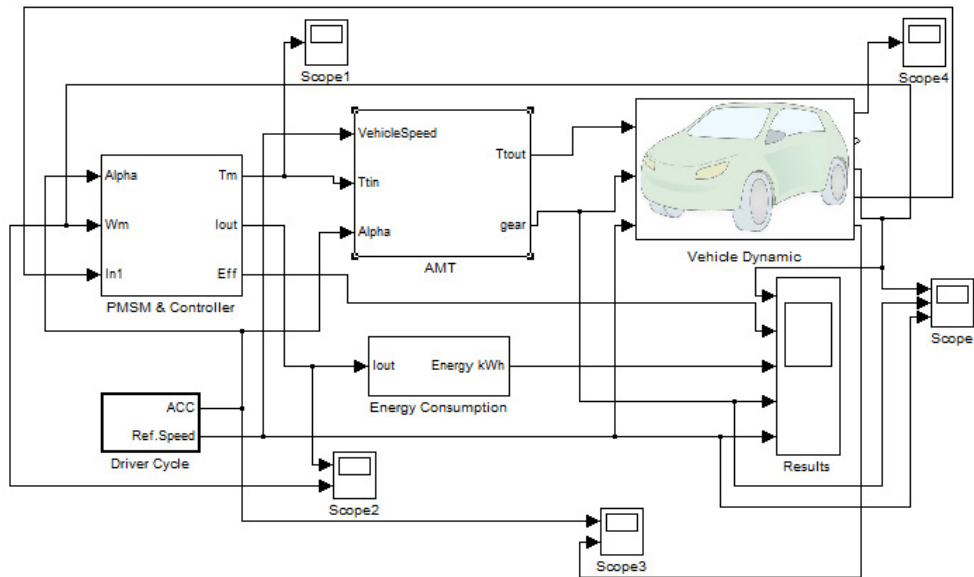 Scope1
Scope4
VehicleSpeed
Ttin
Alpha
Ttout
gear
AMT
Alpha
Wm
In1
Tm
Iout
Eff
PMSM & Controller
Vehicle Dynamic
Scope
Iout
Energy kWh
Energy Consumption
ACC
Ref.Speed
Driver Cycle
Results
Scope2
Scope3